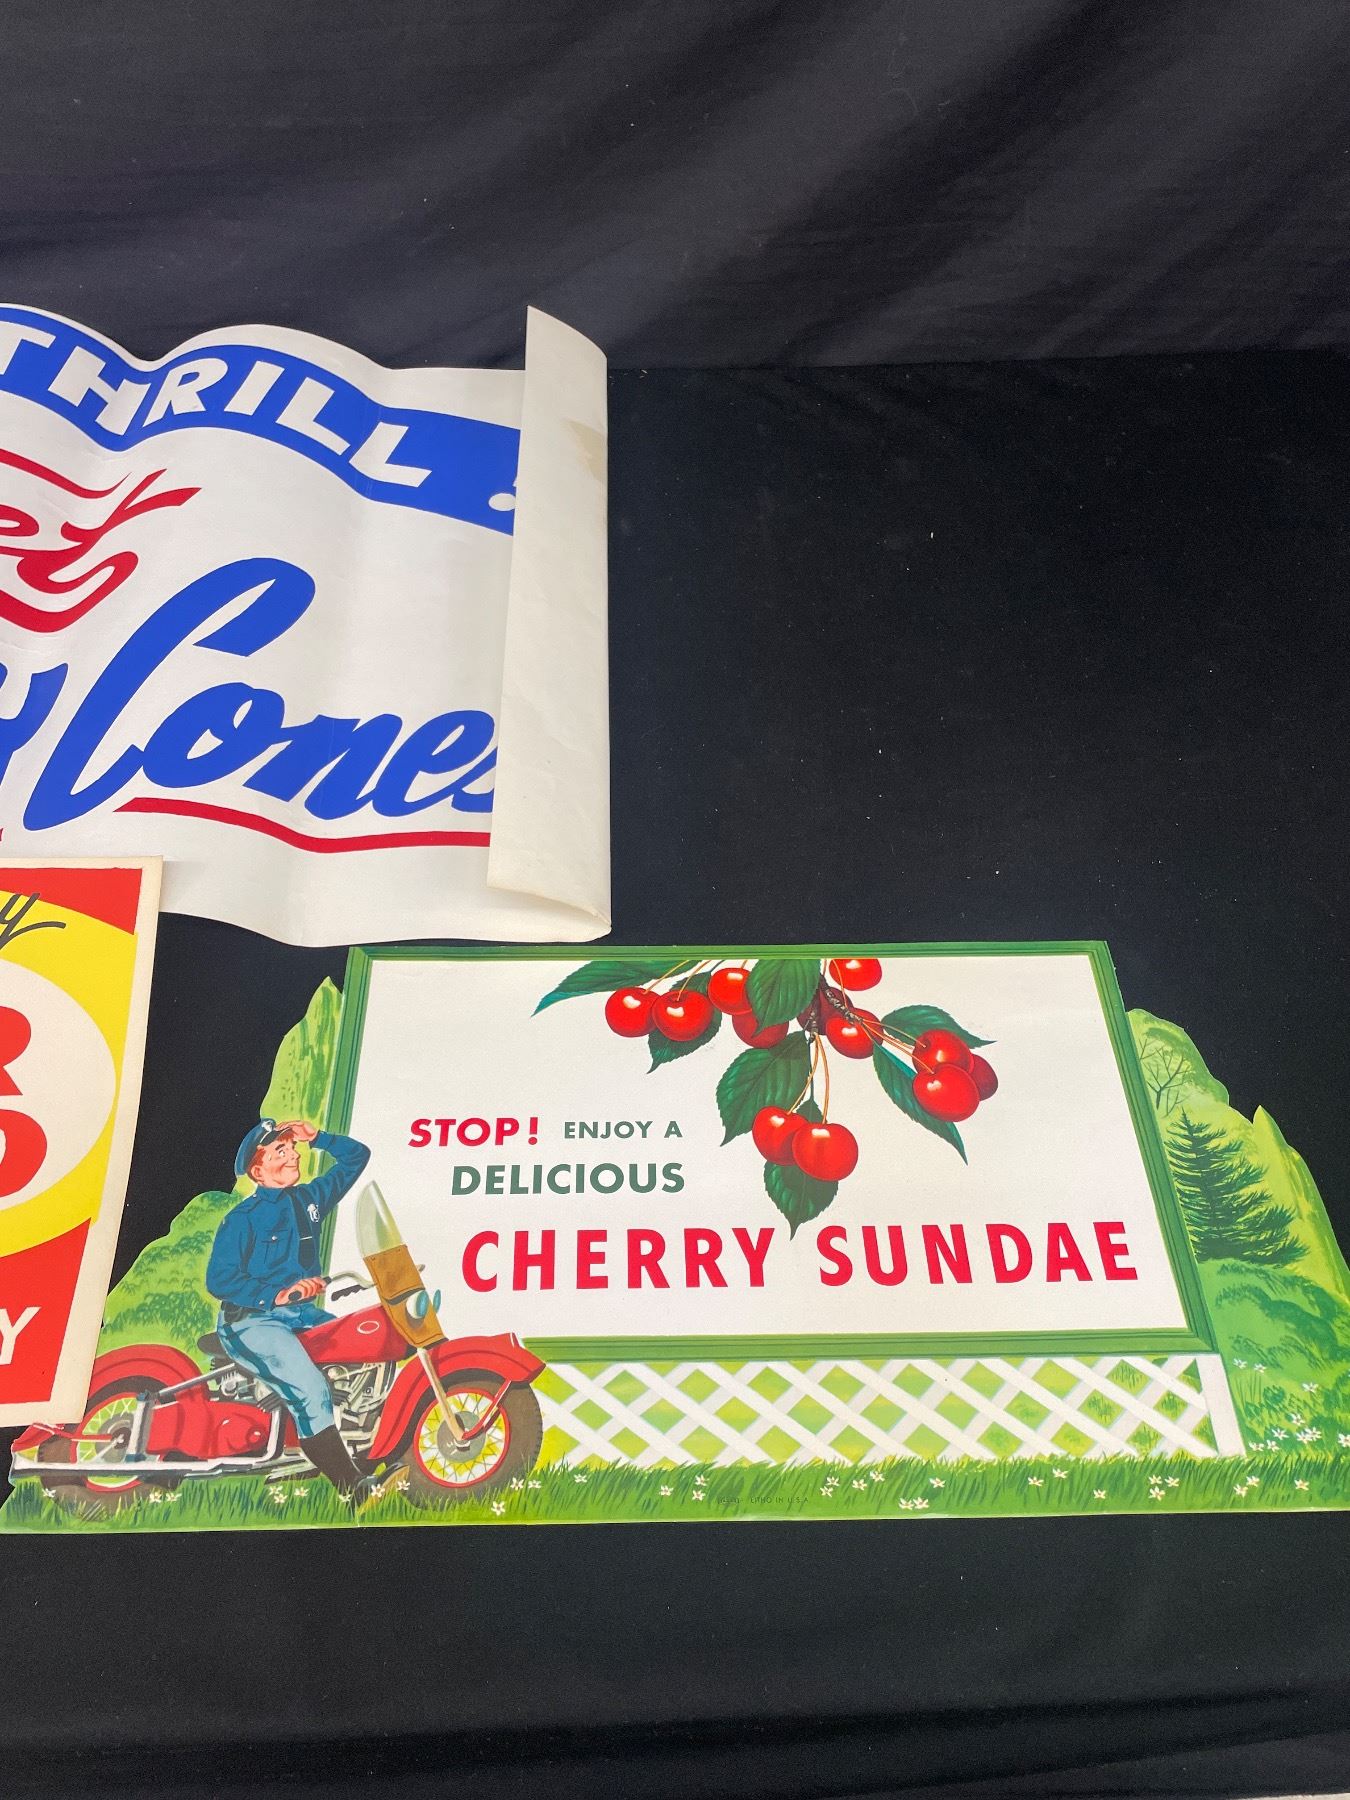 THRILL!
Cones
STOP! ENJOY A
DELICIOUS
CHERRY SUNDAE
LITHO IN U.S.A.